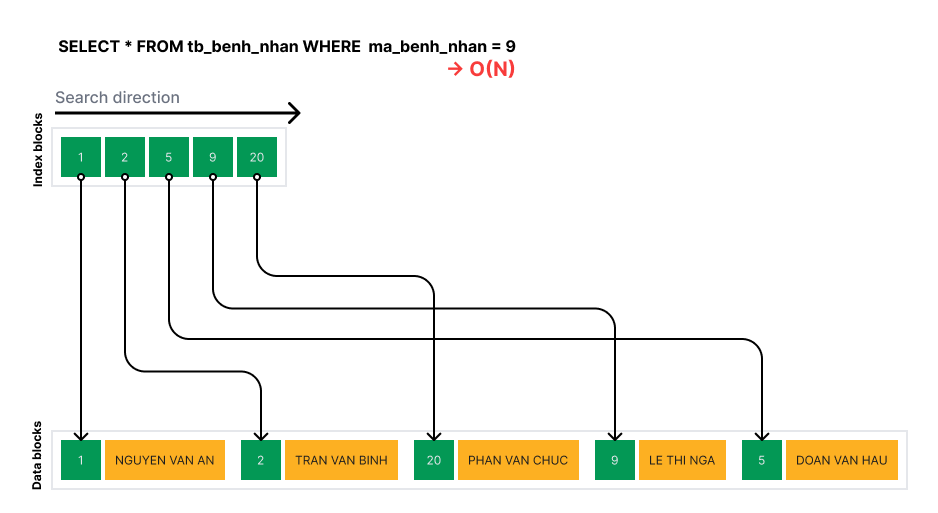 SELECT * FROM tb_benh_nhan WHERE ma_benh_nhan = 9
→ O(N)
Search direction
Index blocks
1 2 5 9 20
Data blocks
1 NGUYEN VAN AN 2 TRAN VAN BINH 20 PHAN VAN CHUC 9 LE THI NGA 5 DOAN VAN HAU